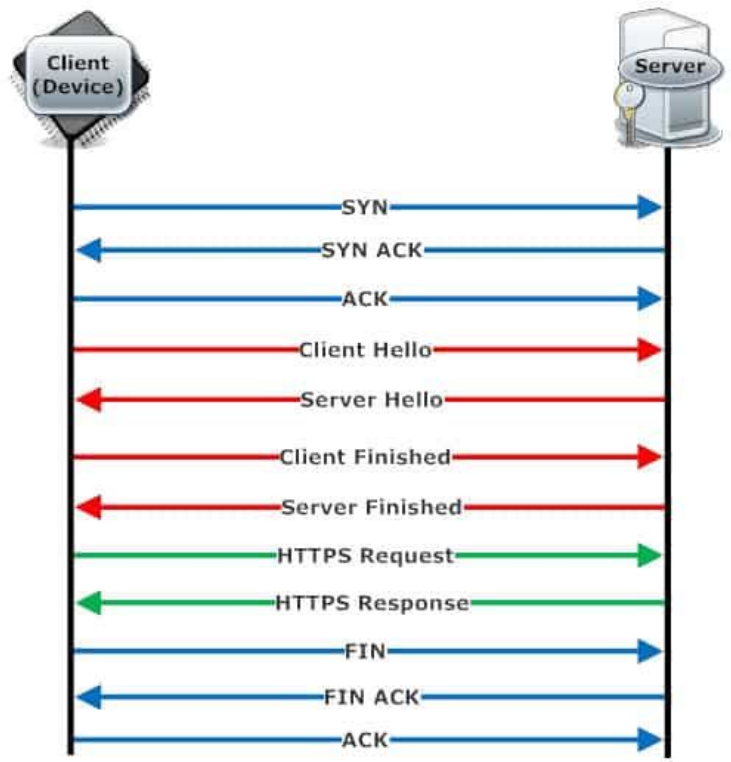 Client
(Device)
Server
SYN
SYN ACK
ACK
Client Hello
Server Hello
Client Finished
Server Finished
HTTPS Request
HTTPS Response
FIN
FIN ACK
ACK